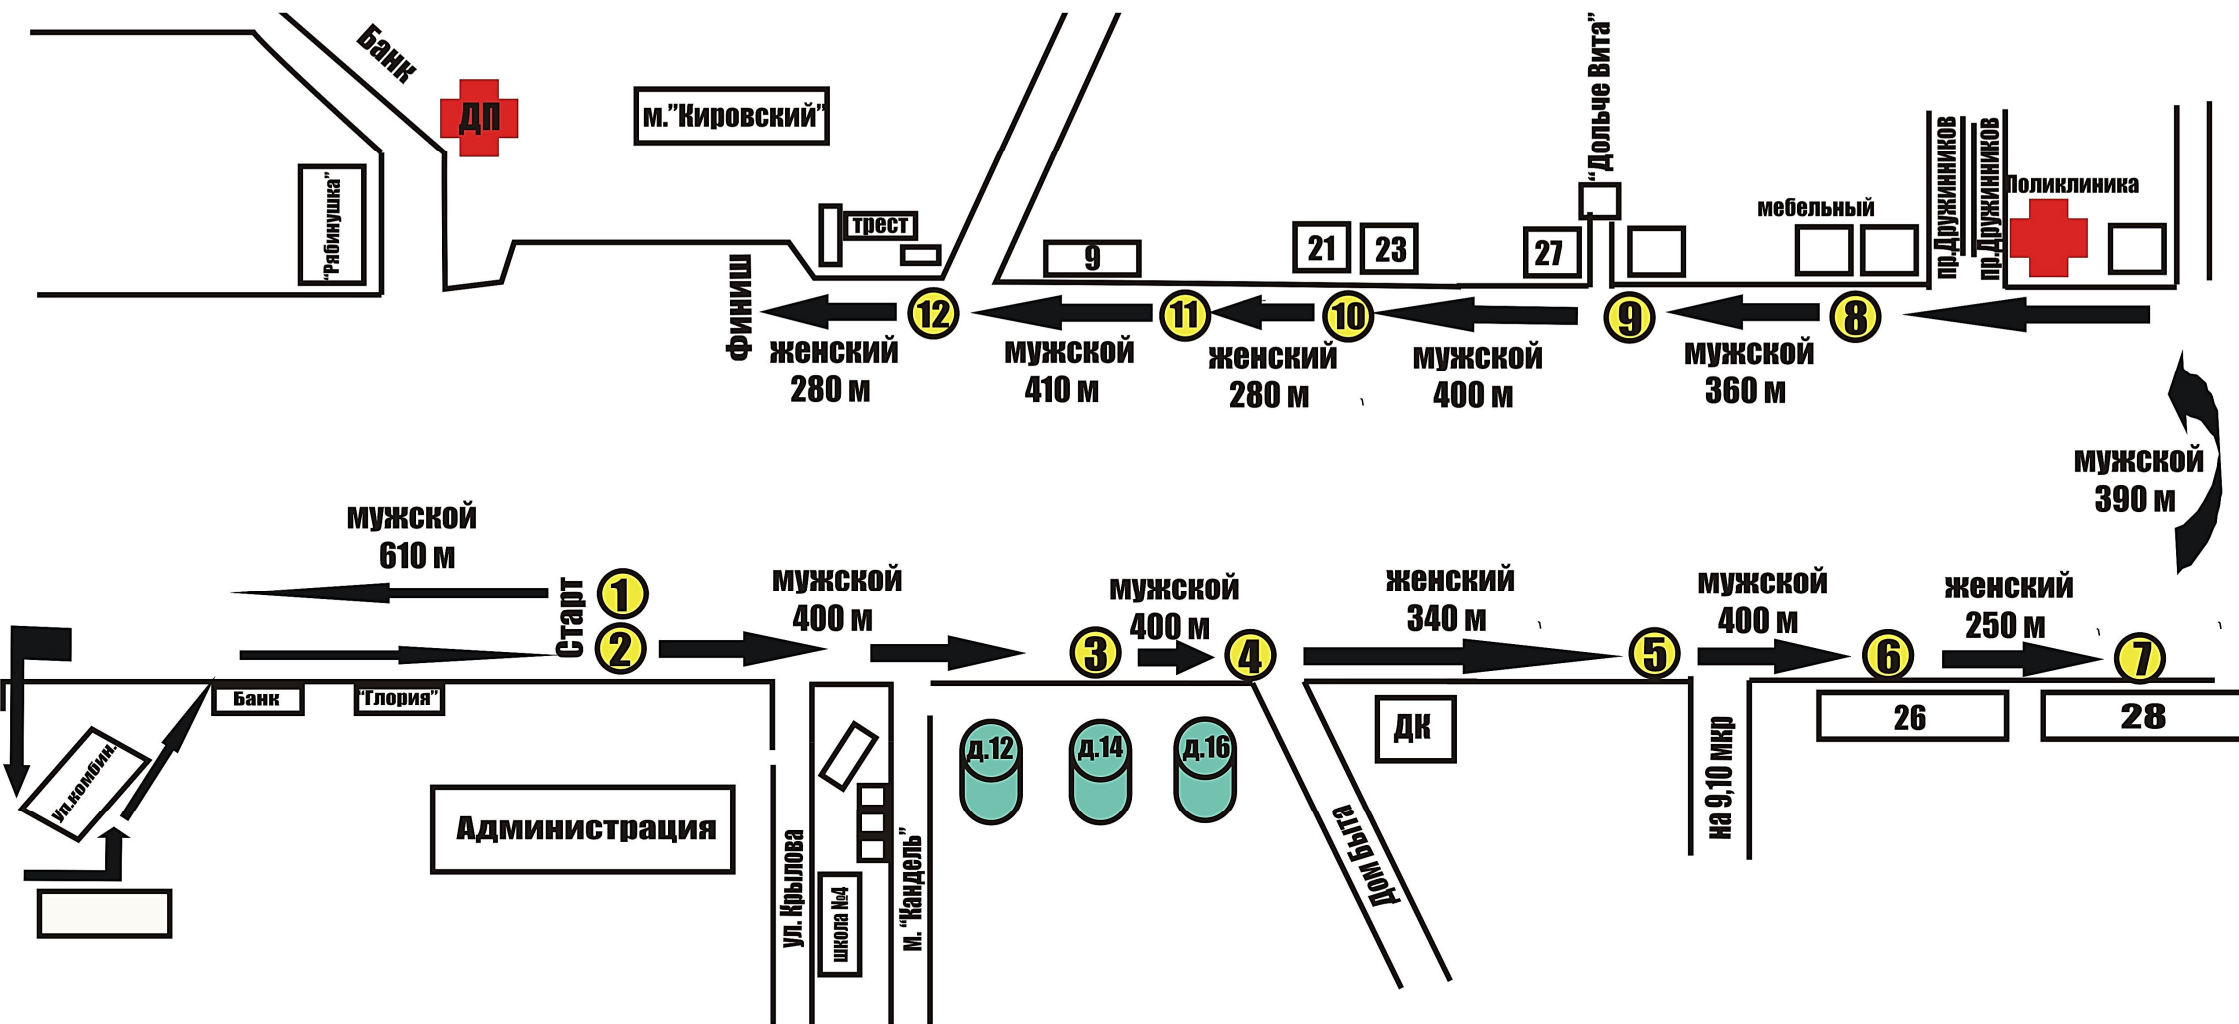 Банк
ДП
м."Кировский"
"Дольче Вита"
"Рябинушка"
трест
9
21
23
27
мебельный
пр.Дружинников
пр.Дружинников
Поликлиника
Финиш
12
11
10
9
8
женский
280 м
мужской
410 м
женский
280 м
мужской
400 м
мужской
360 м
мужской
390 м
мужской
610 м
Старт
1
2
мужской
400 м
3
мужской
400 м
4
женский
340 м
5
мужской
400 м
6
женский
250 м
7
Банк
"Глория"
Ул.комбин.
Администрация
ул. Крылова
школа №4
м. "Кандель"
д.12
д.14
д.16
Дом Быта
ДК
на 9,10 мкр
26
28